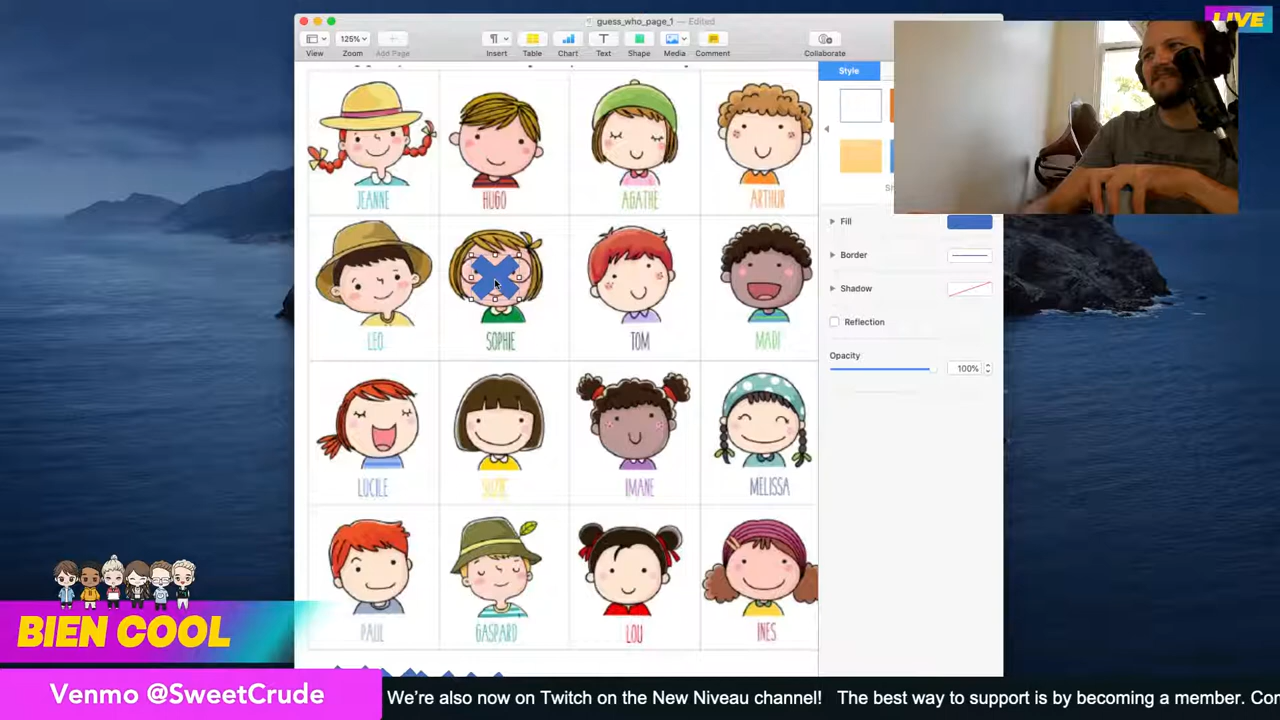 guess_who_page_1 — Edited
LIVE
125%
View
Zoom
Add Page
Insert
Table
Chart
Text
Shape
Media
Comment
Collaborate
Style
JEANNE
HUGO
AGATHE
ARTHUR
Fill
Border
Shadow
Reflection
Opacity
100%
LEO
SOPHIE
TOM
MADI
LUCILE
IMANE
MELISSA
PAUL
GASPARD
LOU
INES
BIEN COOL
Venmo @SweetCrude
We’re also now on Twitch on the New Niveau channel! The best way to support is by becoming a member.